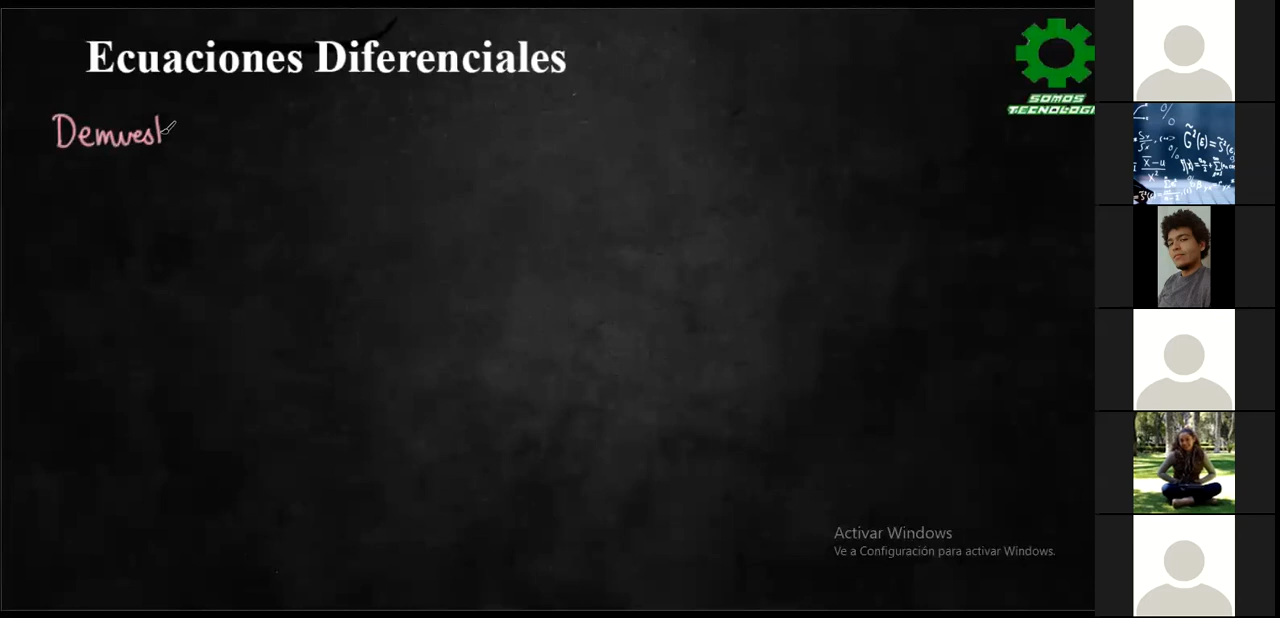 Ecuaciones Diferenciales
SOMOS
TECNOLOGI
Demuest
Activar Windows
Ve a Configuración para activar Windows.